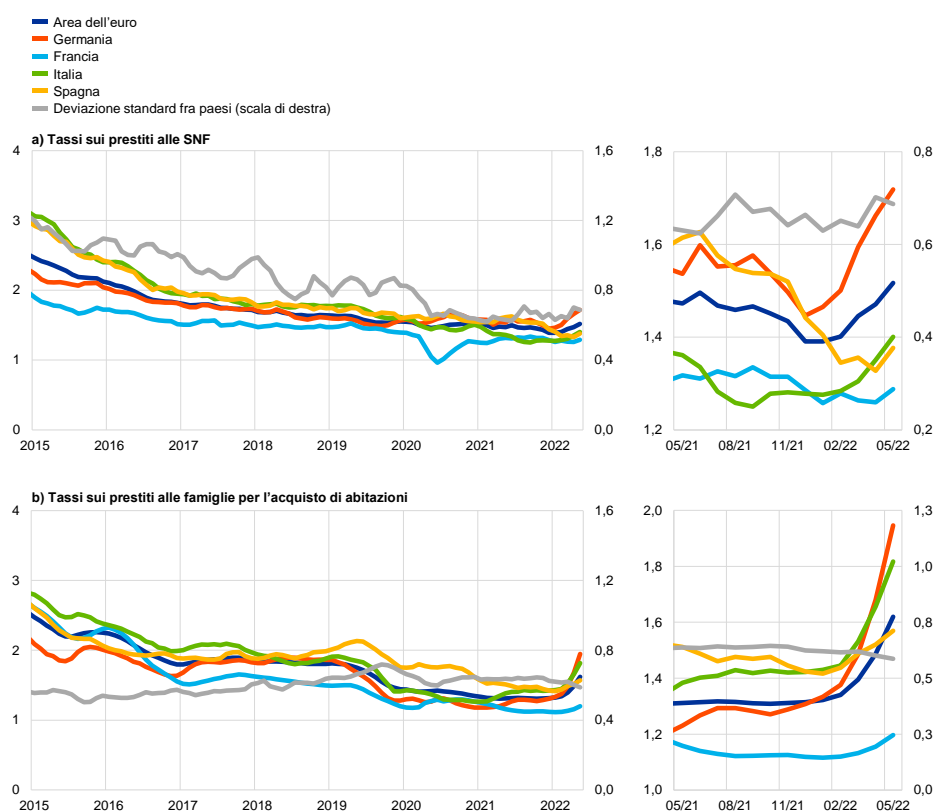 Area dell'euro
Germania
Francia
Italia
Spagna
Deviazione standard fra paesi (scala di destra)
a) Tassi sui prestiti alle SNF
4 1,6 1,8 0,8
3 1,2 1,6 0,6
2 0,8
1 0,4 1,4 0,4
0 0,0 1,2 0,2
2015 2016 2017 2018 2019 2020 2021 2022 05/21 08/21 11/21 02/22 05/22
b) Tassi sui prestiti alle famiglie per l'acquisto di abitazioni
4 1,6 2,0 1,3
3 1,2 1,8 1,0
2 0,8 1,6 0,8
1 0,4 1,4 0,5
1,2 0,3
0 0,0 1,0 0,0
2015 2016 2017 2018 2019 2020 2021 2022 05/21 08/21 11/21 02/22 05/22